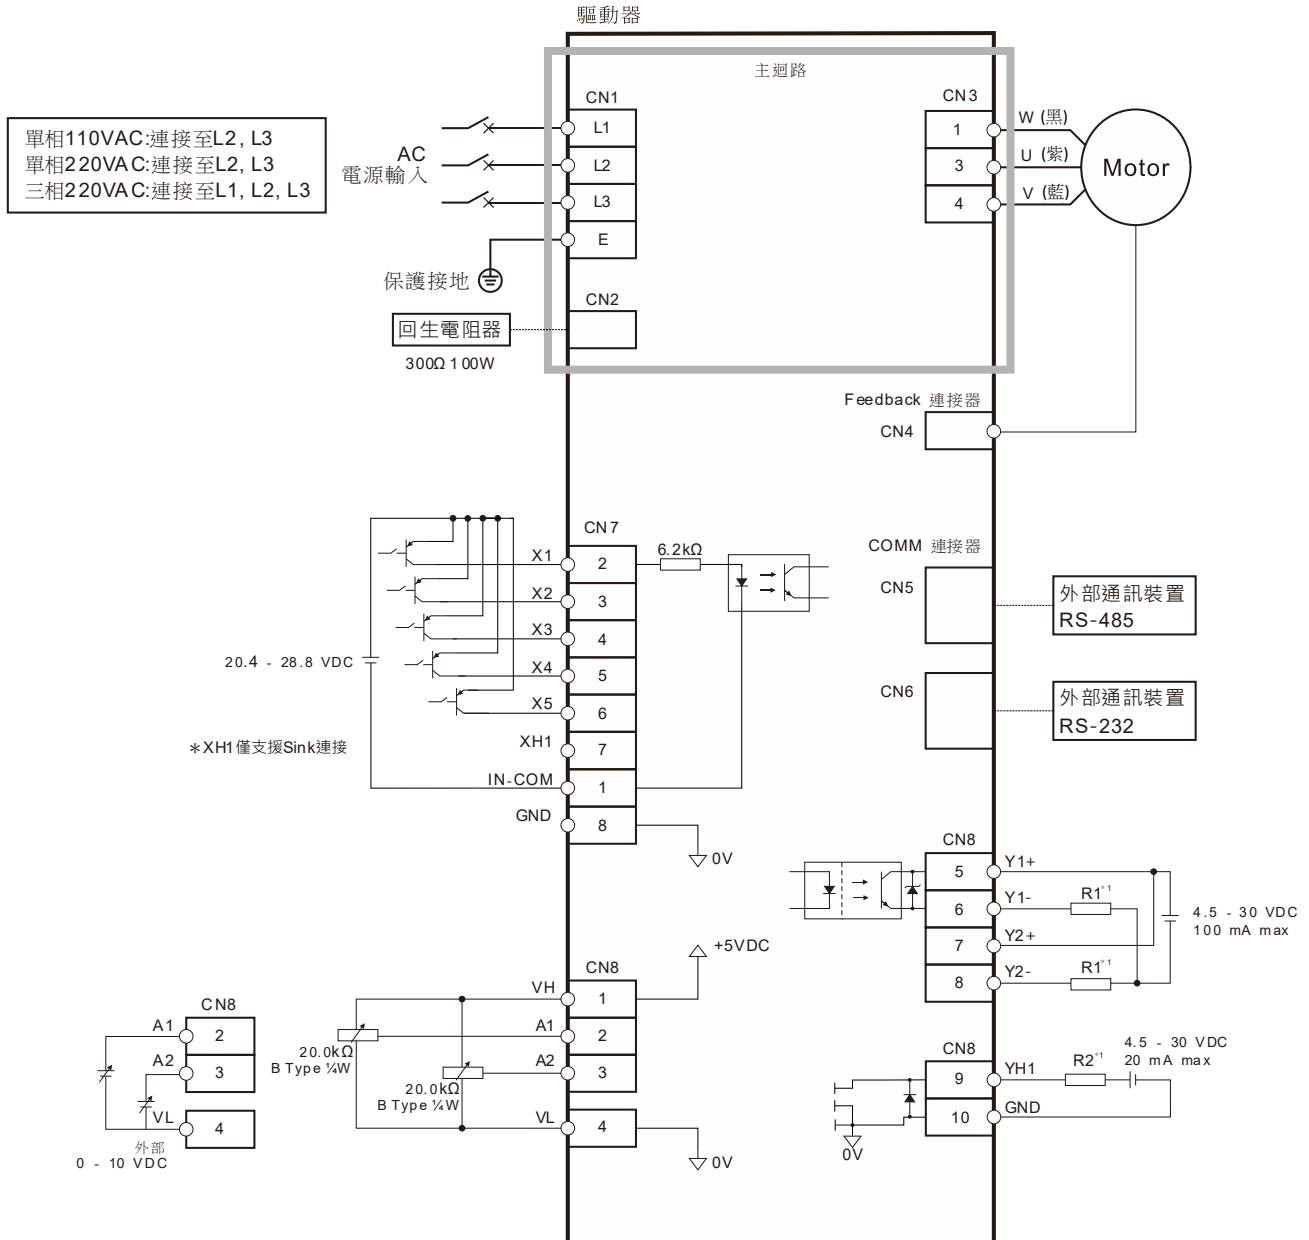 驅動器
主迴路
單相110VAC:連接至L2, L3
單相220VAC:連接至L2, L3
三相220VAC:連接至L1, L2, L3
AC
電源輸入
CN1
L1
L2
L3
E
保護接地
CN2
回生電阻器
300Ω 100W
CN3
1
3
4
W (黑)
U (紫)
V (藍)
Motor
Feedback 連接器
CN4
COMM 連接器
CN5
外部通訊裝置
RS-485
CN6
外部通訊裝置
RS-232
CN7
X1
2
X2
3
X3
4
X4
5
X5
6
XH1
7
IN-COM
1
GND
8
6.2kΩ
0V
20.4 - 28.8 VDC
*XH1僅支援Sink連接
CN8
5
6
7
8
Y1+
Y1-
Y2+
Y2-
R1*1
R1*1
4.5 - 30 VDC
100 mA max
CN8
VH
1
A1
2
A2
3
VL
4
+5VDC
0V
20.0kΩ
B Type ¼W
20.0kΩ
B Type ¼W
CN8
A1
2
A2
3
VL
4
外部
0 - 10 VDC
CN8
9
10
YH1
GND
R2*1
4.5 - 30 VDC
20 mA max
0V